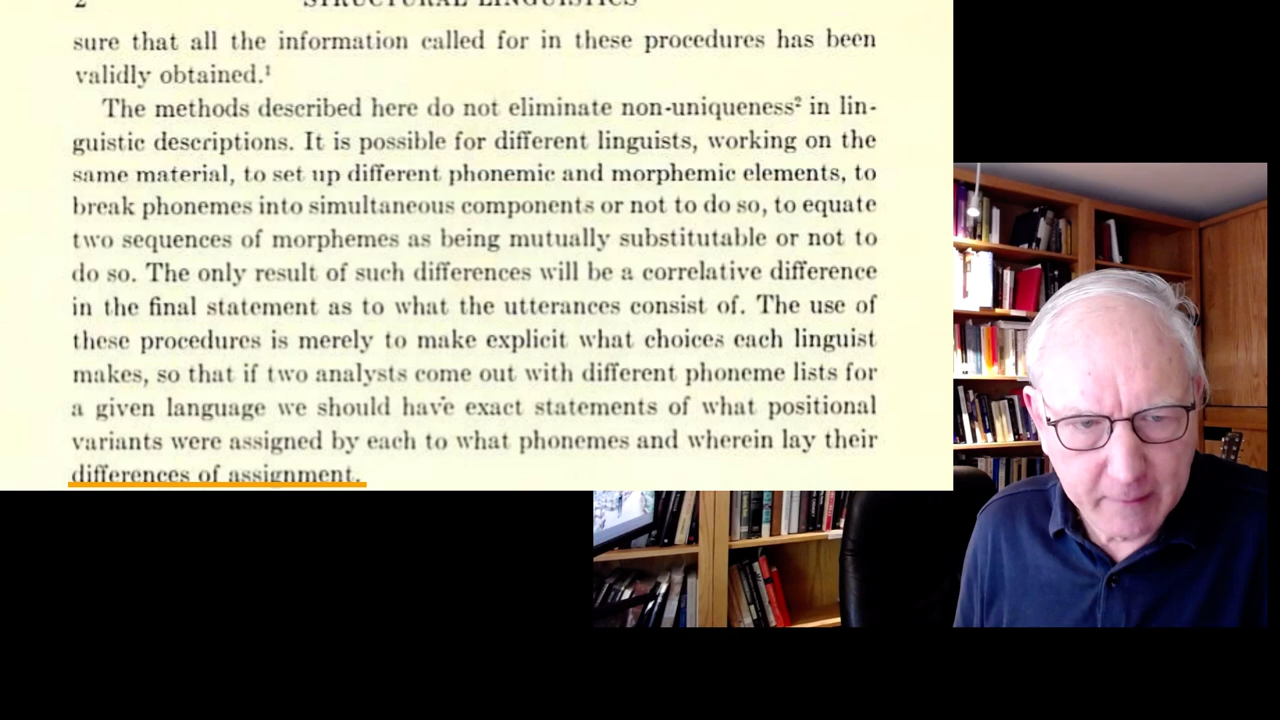 2 STRUCTURAL LINGUISTICS
sure that all the information called for in these procedures has been
validly obtained.¹
The methods described here do not eliminate non-uniqueness² in lin-
guistic descriptions. It is possible for different linguists, working on the
same material, to set up different phonemic and morphemic elements, to
break phonemes into simultaneous components or not to do so, to equate
two sequences of morphemes as being mutually substitutable or not to
do so. The only result of such differences will be a correlative difference
in the final statement as to what the utterances consist of. The use of
these procedures is merely to make explicit what choices each linguist
makes, so that if two analysts come out with different phoneme lists for
a given language we should have exact statements of what positional
variants were assigned by each to what phonemes and wherein lay their
differences of assignment.